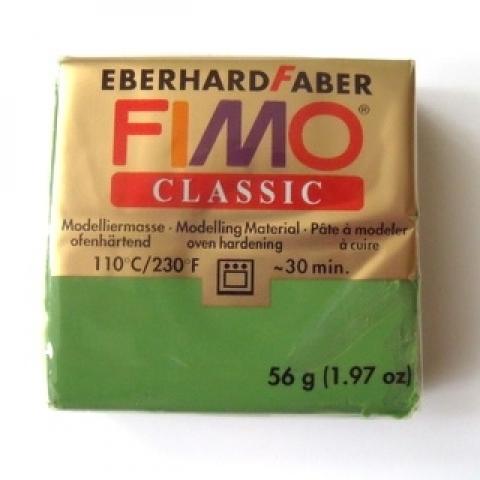 EBERHARDFABER
FIMO®
CLASSIC
Modelliermasse · Modelling Material · Pâte à modeler
ofenhärtend oven hardening à cuire
110°C/230°F ~30 min.
56 g (1.97 oz)